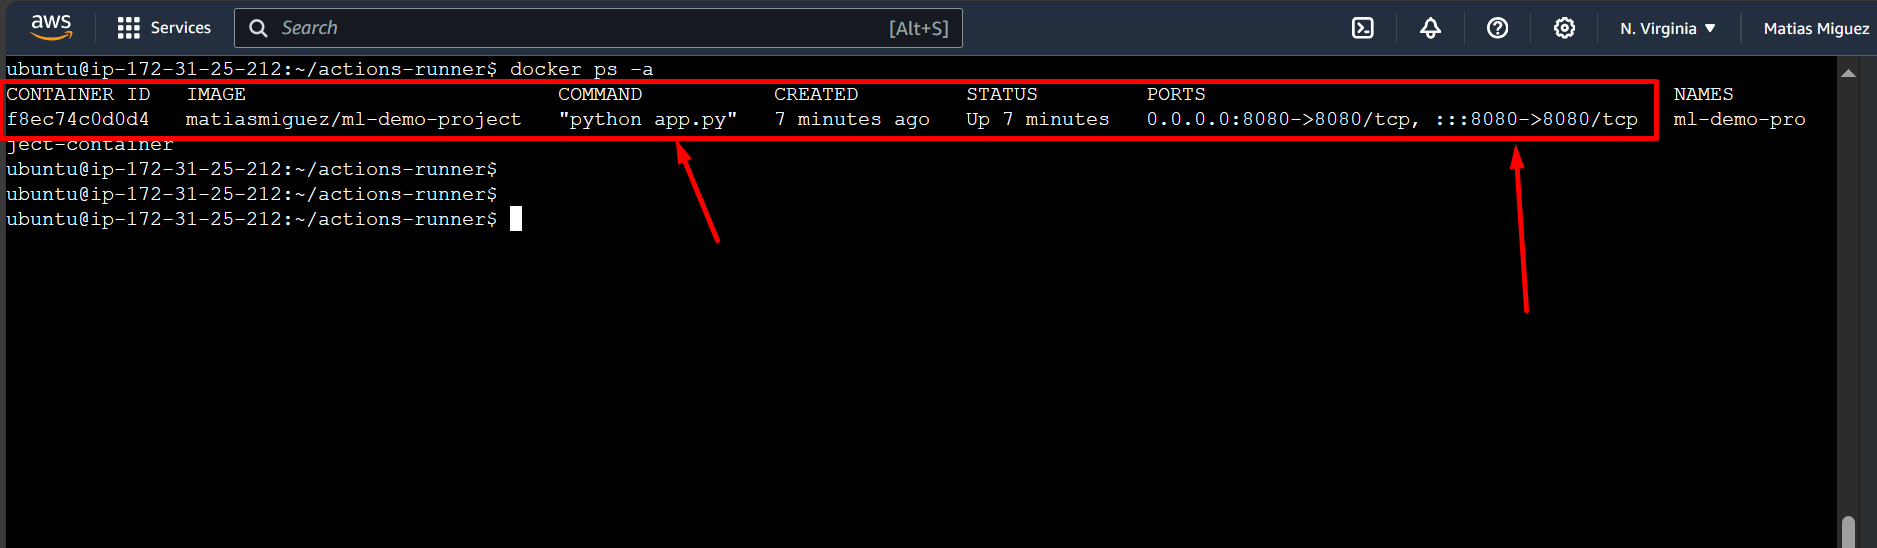 aws Services Search [Alt+S] N. Virginia Matias Miguez
ubuntu@ip-172-31-25-212:~/actions-runner$ docker ps -a
CONTAINER ID IMAGE COMMAND CREATED STATUS PORTS NAMES
f8ec74c0d0d4 matiasmiguez/ml-demo-project "python app.py" 7 minutes ago Up 7 minutes 0.0.0.0:8080->8080/tcp, :::8080->8080/tcp ml-demo-pro
ject-container
ubuntu@ip-172-31-25-212:~/actions-runner$
ubuntu@ip-172-31-25-212:~/actions-runner$
ubuntu@ip-172-31-25-212:~/actions-runner$